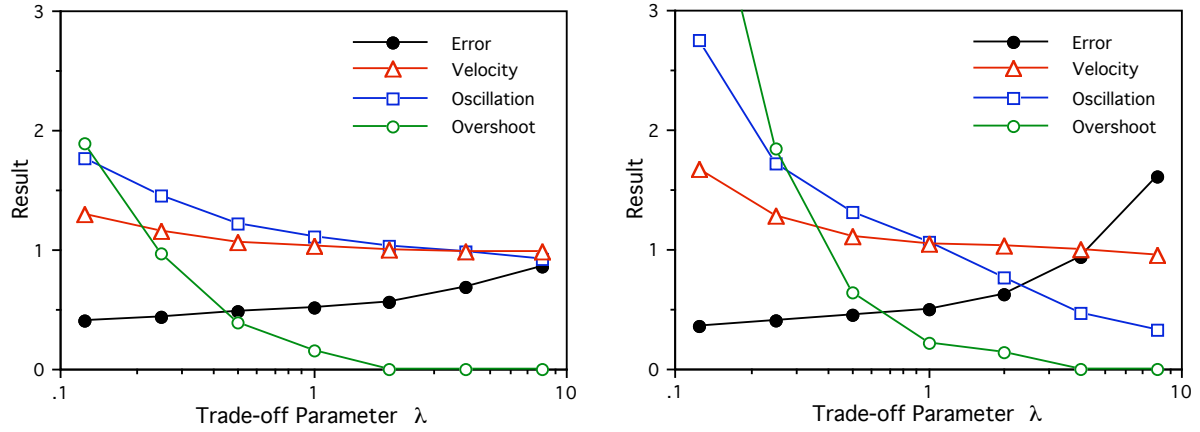 3
2
1
0
Result
.1
1
10
Trade-off Parameter λ
Error
Velocity
Oscillation
Overshoot
3
2
1
0
Result
.1
1
10
Trade-off Parameter λ
Error
Velocity
Oscillation
Overshoot